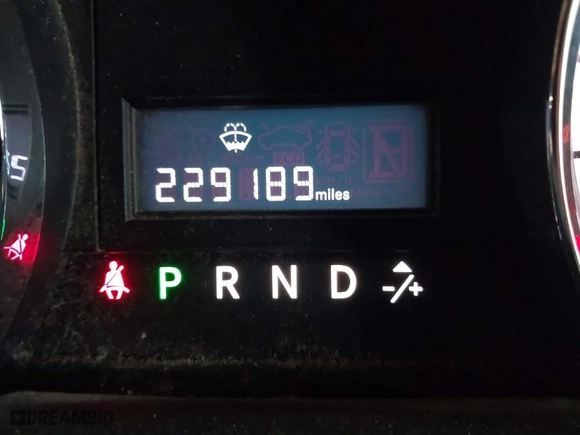 229189 miles
P R N D -/+
DREAMBID